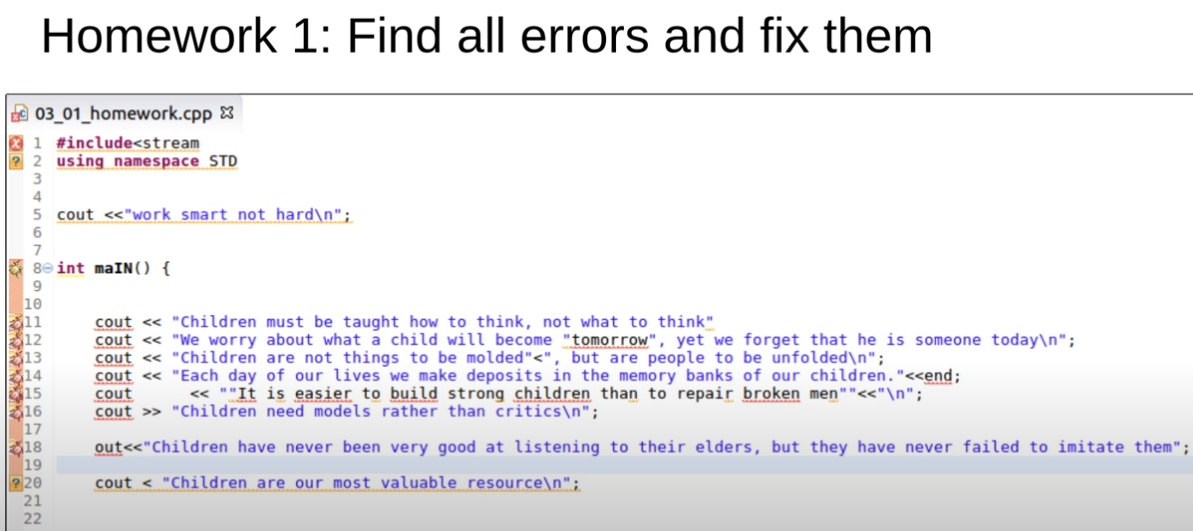 Homework 1: Find all errors and fix them
03_01_homework.cpp
1 #include<stream
2 using namespace STD
3
4
5 cout <<"work smart not hard\n";
6
7
8 int maIN() {
9
10
11 cout << "Children must be taught how to think, not what to think"
12 cout << "We worry about what a child will become "tomorrow", yet we forget that he is someone today\n";
13 cout << "Children are not things to be molded"<", but are people to be unfolded\n";
14 cout << "Each day of our lives we make deposits in the memory banks of our children."<<end;
15 cout << ""It is easier to build strong children than to repair broken men""<<"\n";
16 cout >> "Children need models rather than critics\n";
17
18 out<<"Children have never been very good at listening to their elders, but they have never failed to imitate them";
19
20 cout < "Children are our most valuable resource\n";
21
22